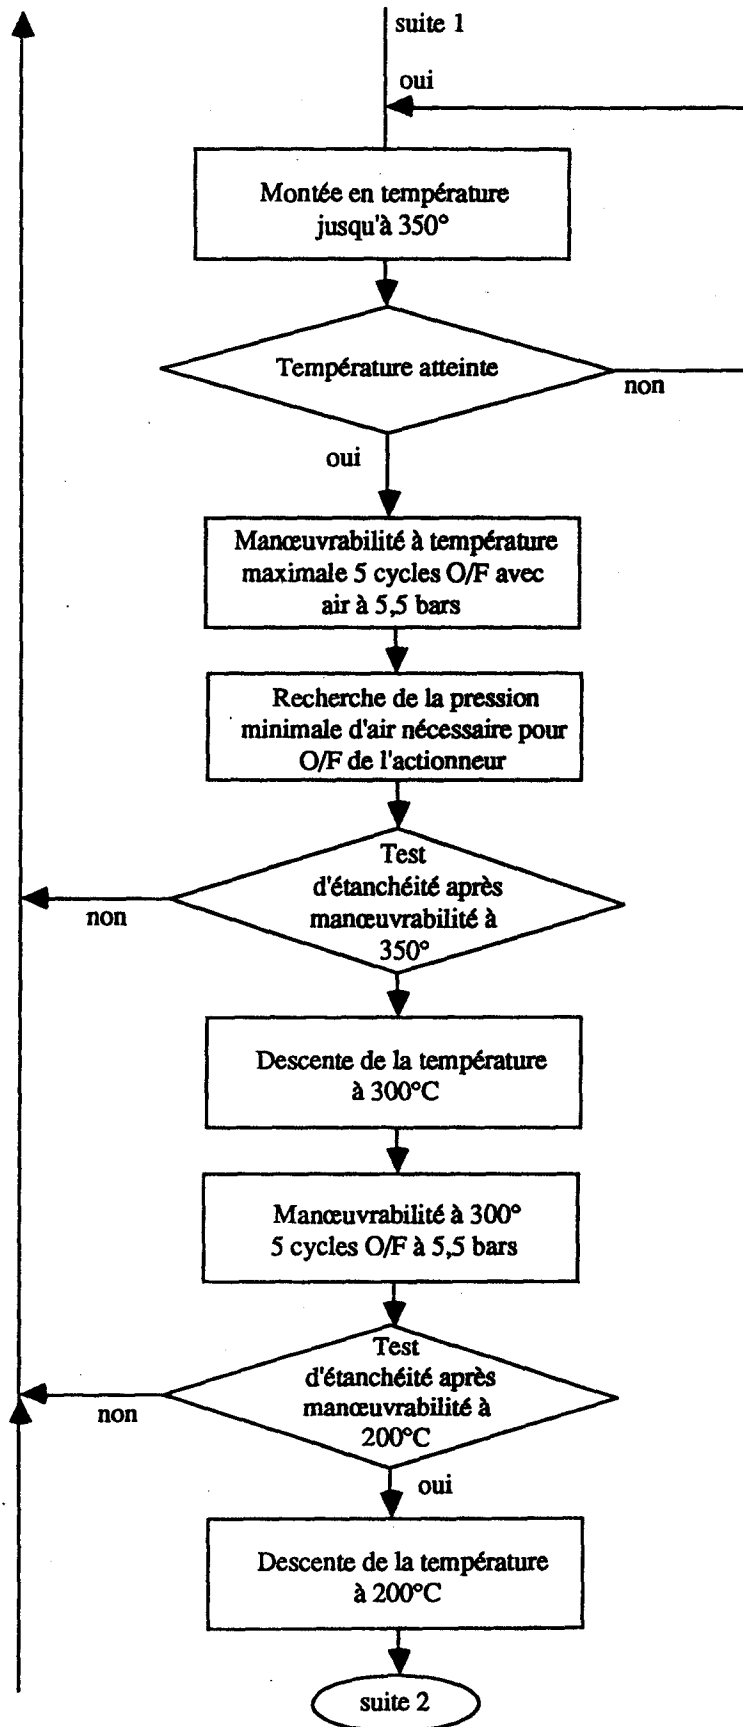 suite 1
oui
Montée en température
jusqu'à 350°
Température atteinte
non
oui
Manœuvrabilité à température
maximale 5 cycles O/F avec
air à 5,5 bars
Recherche de la pression
minimale d'air nécessaire pour
O/F de l'actionneur
Test
d'étanchéité après
manœuvrabilité à
350°
non
Descente de la température
à 300°C
Manœuvrabilité à 300°
5 cycles O/F à 5,5 bars
Test
d'étanchéité après
manœuvrabilité à
200°C
non
oui
Descente de la température
à 200°C
suite 2